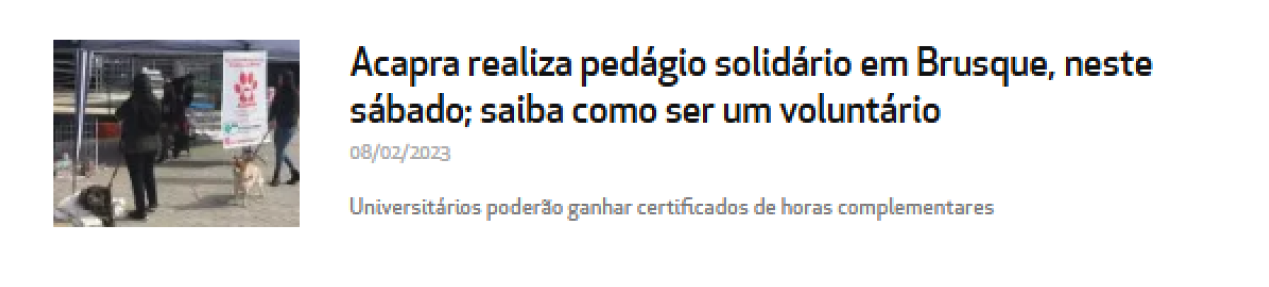 Acapra realiza pedágio solidário em Brusque, neste
sábado; saiba como ser um voluntário
08/02/2023
Universitários poderão ganhar certificados de horas complementares